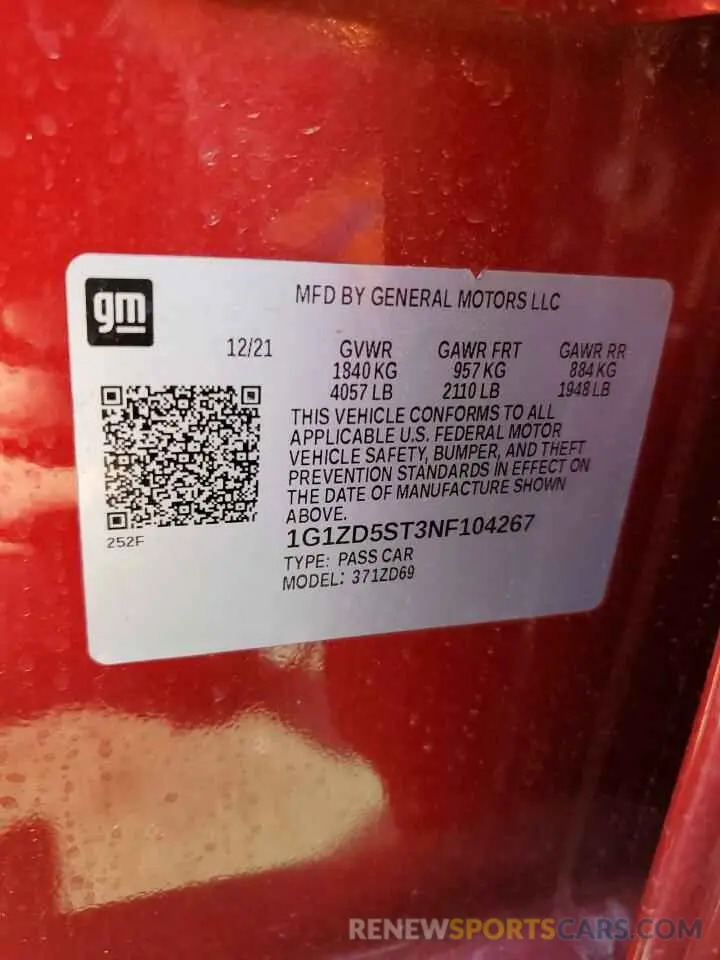 gm
MFD BY GENERAL MOTORS LLC
12/21 GVWR GAWR FRT GAWR RR
1840 KG 957 KG 884 KG
4057 LB 2110 LB 1948 LB
THIS VEHICLE CONFORMS TO ALL
APPLICABLE U.S. FEDERAL MOTOR
VEHICLE SAFETY, BUMPER, AND THEFT
PREVENTION STANDARDS IN EFFECT ON
THE DATE OF MANUFACTURE SHOWN
ABOVE.
252F
1G1ZD5ST3NF104267
TYPE: PASS CAR
MODEL: 371ZD69
RENEWSPORTSCARS.COM